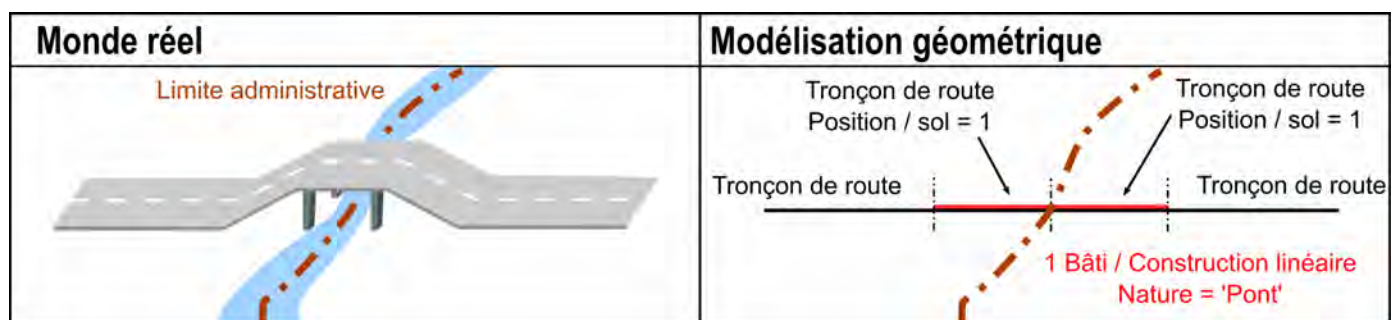 Monde réel
Modélisation géométrique
Limite administrative
Tronçon de route
Position / sol = 1
Tronçon de route
Position / sol = 1
Tronçon de route
Tronçon de route
1 Bâti / Construction linéaire
Nature = 'Pont'